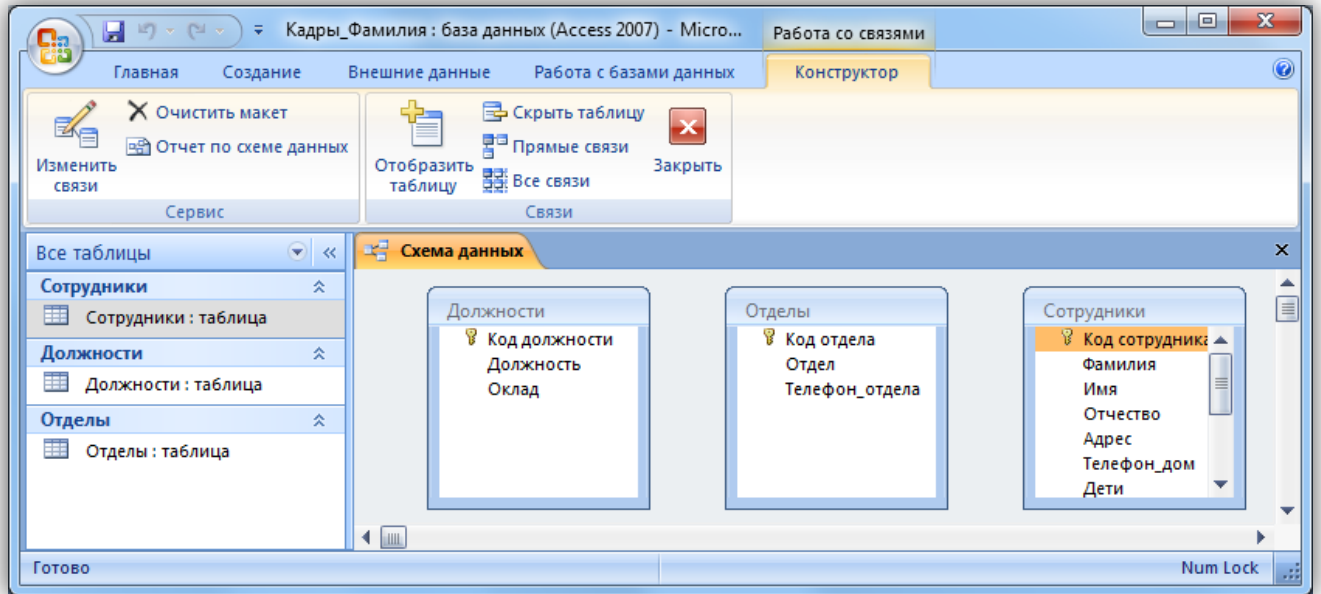 Кадры_Фамилия : база данных (Access 2007) - Micro...
Работа со связями
Главная
Создание
Внешние данные
Работа с базами данных
Конструктор
Изменить связи
Очистить макет
Отчет по схеме данных
Сервис
Отобразить таблицу
Скрыть таблицу
Прямые связи
Все связи
Закрыть
Связи
Все таблицы
Сотрудники
Сотрудники : таблица
Должности
Должности : таблица
Отделы
Отделы : таблица
Схема данных
Должности
Код должности
Должность
Оклад
Отделы
Код отдела
Отдел
Телефон_отдела
Сотрудники
Код сотрудника
Фамилия
Имя
Отчество
Адрес
Телефон_дом
Дети
Готово
Num Lock